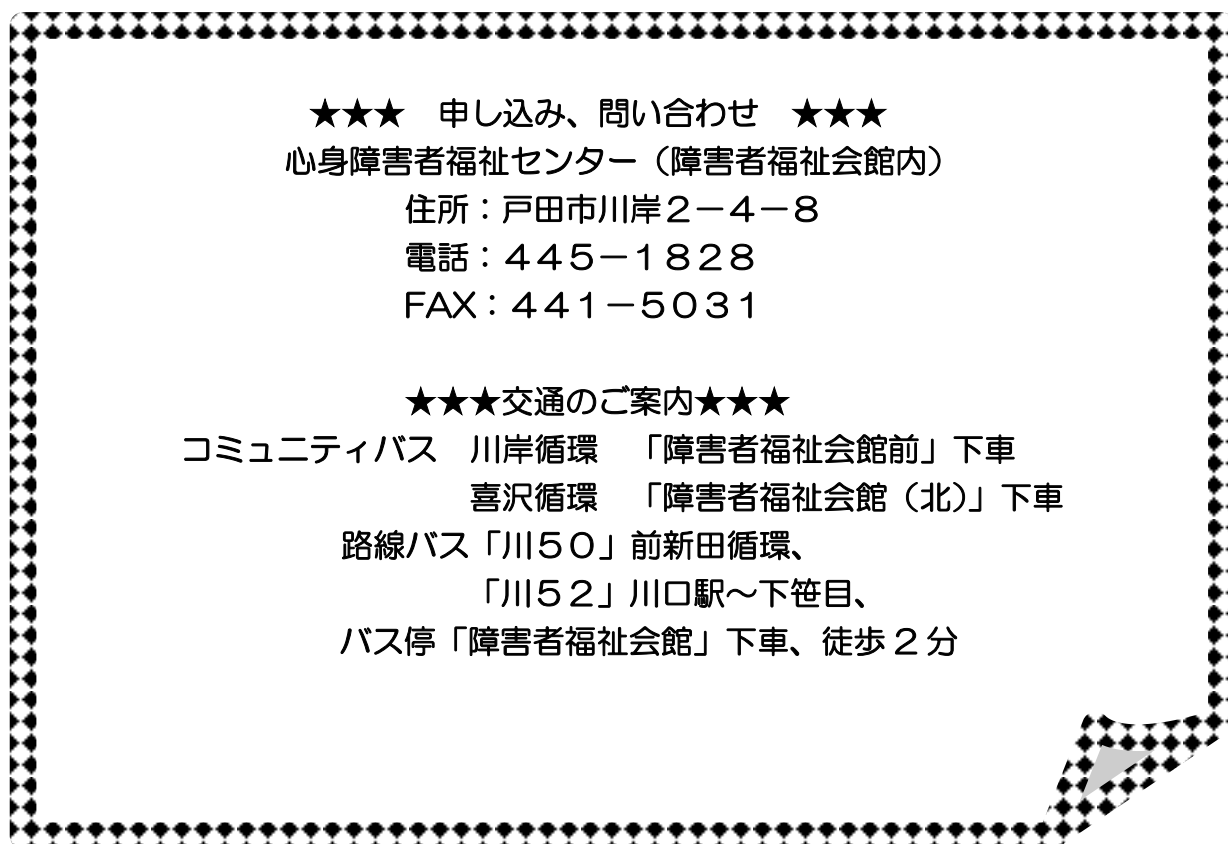 ★★★　申し込み、問い合わせ　★★★
心身障害者福祉センター（障害者福祉会館内）
住所：戸田市川岸２－４－８
電話：４４５－１８２８
FAX：４４１－５０３１
★★★交通のご案内★★★
コミュニティバス　川岸循環　「障害者福祉会館前」下車
喜沢循環　「障害者福祉会館（北）」下車
路線バス「川５０」前新田循環、
「川５２」川口駅～下笹目、
バス停「障害者福祉会館」下車、徒歩２分